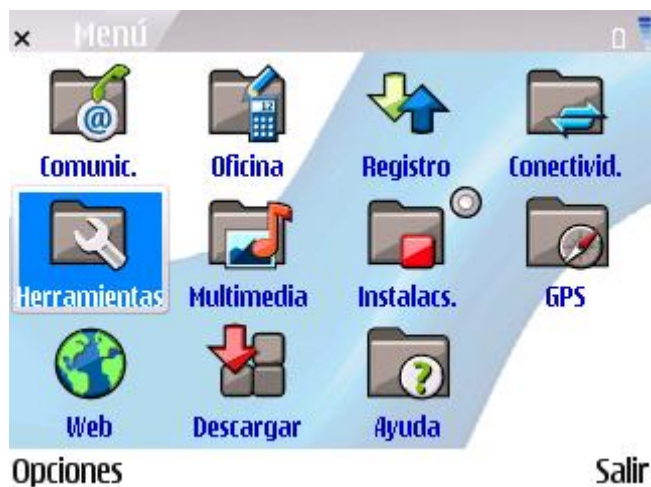 Menú
Comunic.
Oficina
Registro
Conectivid.
Herramientas
Multimedia
Instalacs.
GPS
Web
Descargar
Ayuda
Opciones
Salir